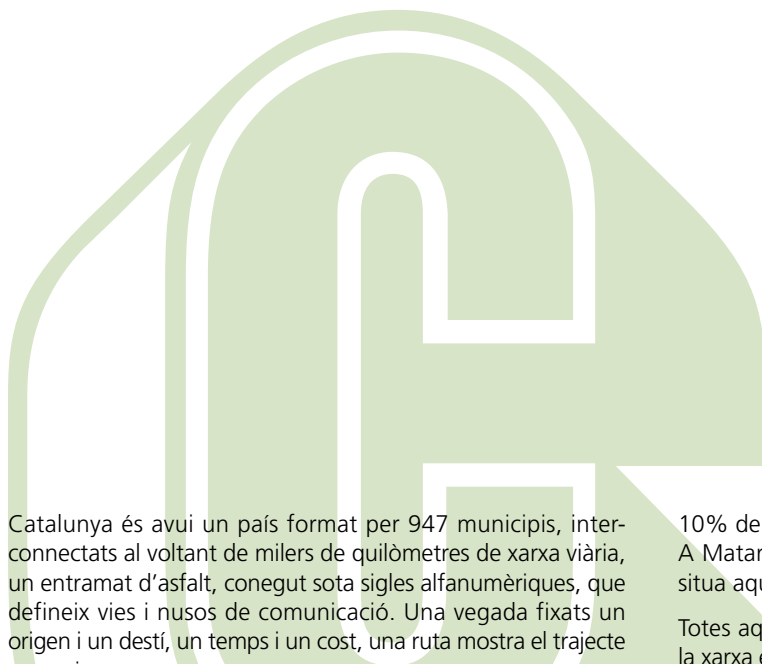 Catalunya és avui un país format per 947 municipis, inter-
connectats al voltant de milers de quilòmetres de xarxa viària,
un entramat d’asfalt, conegut sota sigles alfanumèriques, que
defineix vies i nusos de comunicació. Una vegada fixats un
origen i un destí, un temps i un cost, una ruta mostra el trajecte
10% de
A Matar
situa aqu
Totes aq
la xarxa e